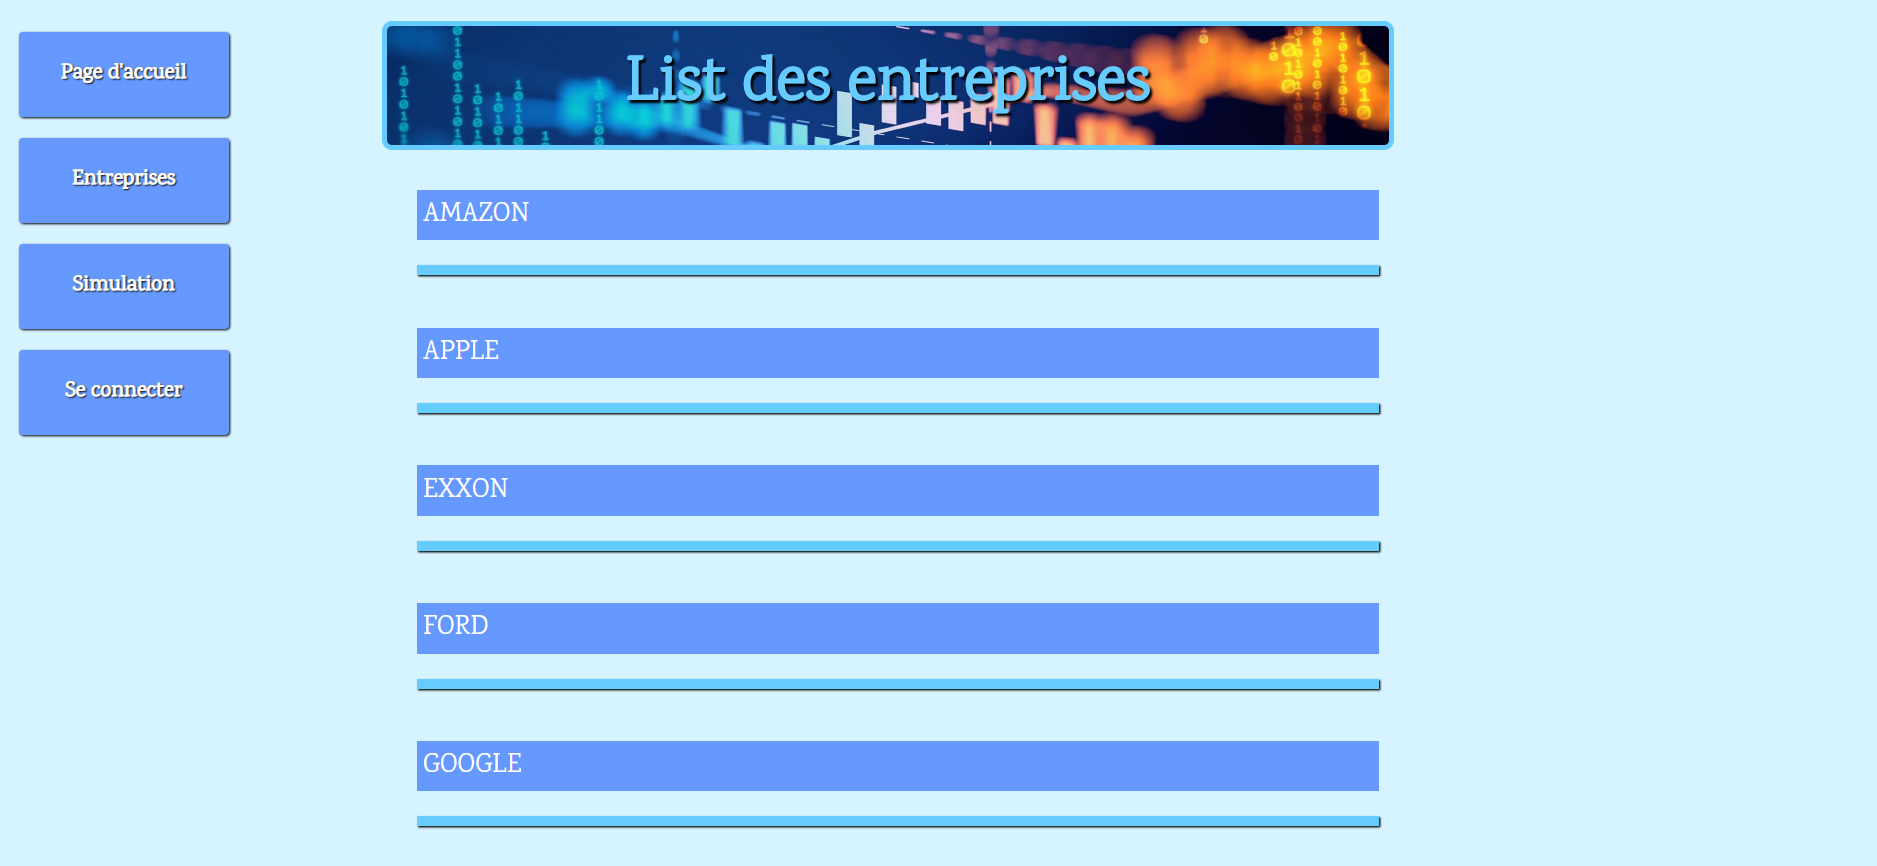 Page d'accueil
Entreprises
Simulation
Se connecter
List des entreprises
AMAZON
APPLE
EXXON
FORD
GOOGLE